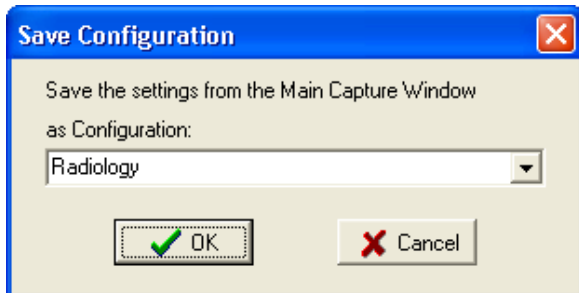 Save Configuration
Save the settings from the Main Capture Window
as Configuration:
Radiology
OK
Cancel